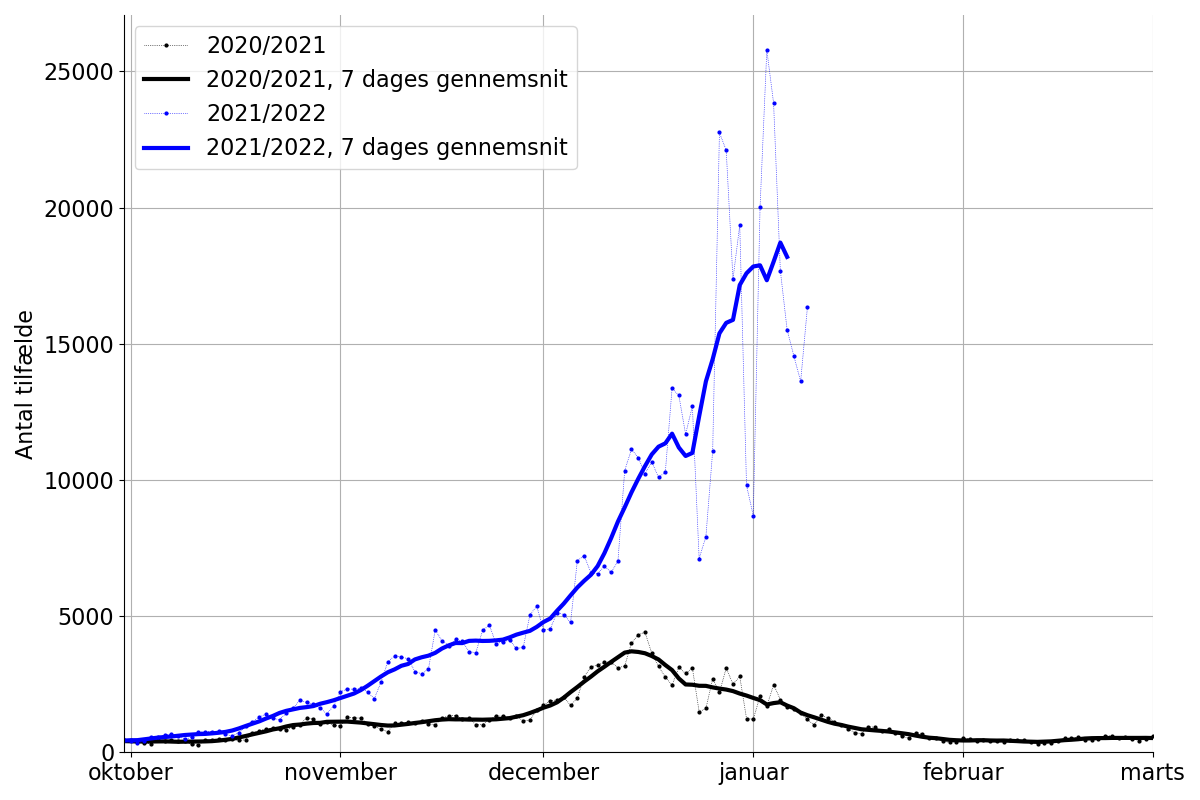 2020/2021
2020/2021, 7 dages gennemsnit
2021/2022
2021/2022, 7 dages gennemsnit
Antal tilfælde
25000
20000
15000
10000
5000
0
oktober november december januar februar marts